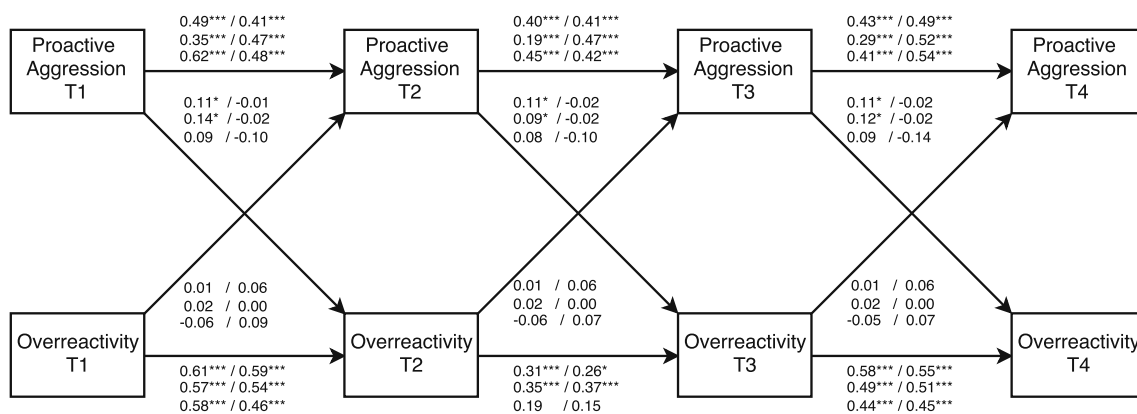 0.49*** / 0.41***
0.35*** / 0.47***
0.62*** / 0.48***
0.40*** / 0.41***
0.19*** / 0.47***
0.45*** / 0.42***
0.43*** / 0.49***
0.29*** / 0.52***
0.41*** / 0.54***
Proactive
Aggression
T1
Proactive
Aggression
T2
Proactive
Aggression
T3
Proactive
Aggression
T4
0.11* / -0.01
0.14* / -0.02
0.09 / -0.10
0.11* / -0.02
0.09* / -0.02
0.08 / -0.10
0.11* / -0.02
0.12* / -0.02
0.09 / -0.14
0.01 / 0.06
0.02 / 0.00
-0.06 / 0.09
0.01 / 0.06
0.02 / 0.00
-0.06 / 0.07
0.01 / 0.06
0.02 / 0.00
-0.05 / 0.07
Overreactivity
T1
Overreactivity
T2
Overreactivity
T3
Overreactivity
T4
0.61*** / 0.59***
0.57*** / 0.54***
0.58*** / 0.46***
0.31*** / 0.26*
0.35*** / 0.37***
0.19 / 0.15
0.58*** / 0.55***
0.49*** / 0.51***
0.44*** / 0.45***